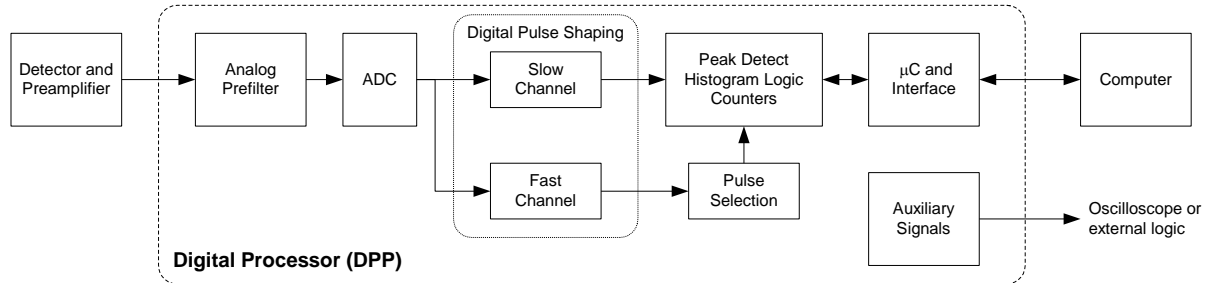 Digital Pulse Shaping
Detector and
Preamplifier
Analog
Prefilter
ADC
Slow
Channel
Peak Detect
Histogram Logic
Counters
μC and
Interface
Computer
Fast
Channel
Pulse
Selection
Auxiliary
Signals
Oscilloscope or
external logic
Digital Processor (DPP)